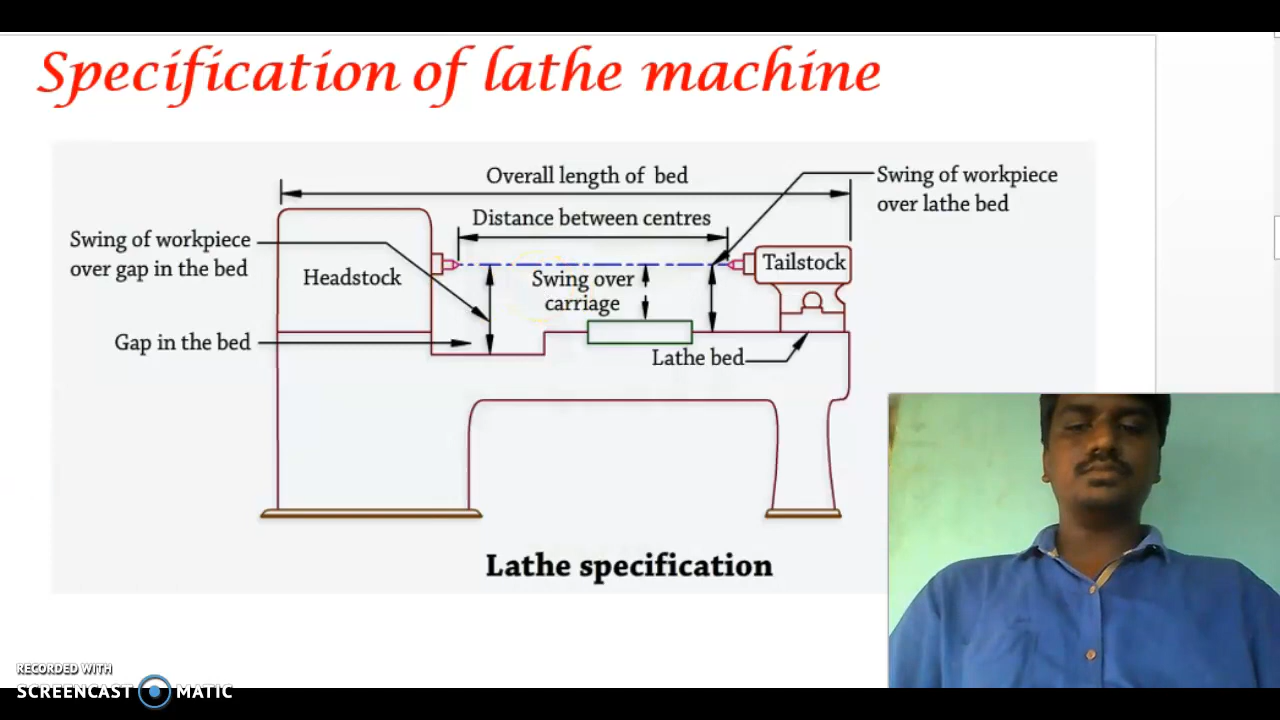 Specification of lathe machine
Overall length of bed
Swing of workpiece
over lathe bed
Distance between centres
Swing of workpiece
over gap in the bed
Headstock
Swing over
carriage
Tailstock
Gap in the bed
Lathe bed
Lathe specification
RECORDED WITH
SCREENCAST MATIC